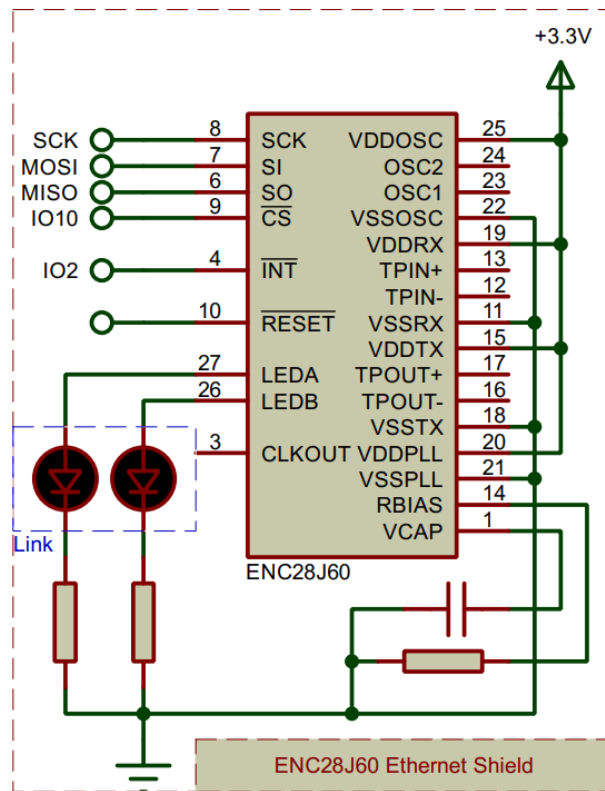 +3.3V
SCK 8 SCK VDDOSC 25
MOSI 7 SI OSC2 24
MISO 6 SO OSC1 23
IO10 9 CS VSSOSC 22
VDDRX 19
IO2 4 INT TPIN+ 13
TPIN- 12
10 RESET VSSRX 11
VDDTX 15
27 LEDA TPOUT+ 17
26 LEDB TPOUT- 16
VSSTX 18
3 CLKOUT VDDPLL 20
VSSPLL 21
RBIAS 14
VCAP 1
Link
ENC28J60
ENC28J60 Ethernet Shield